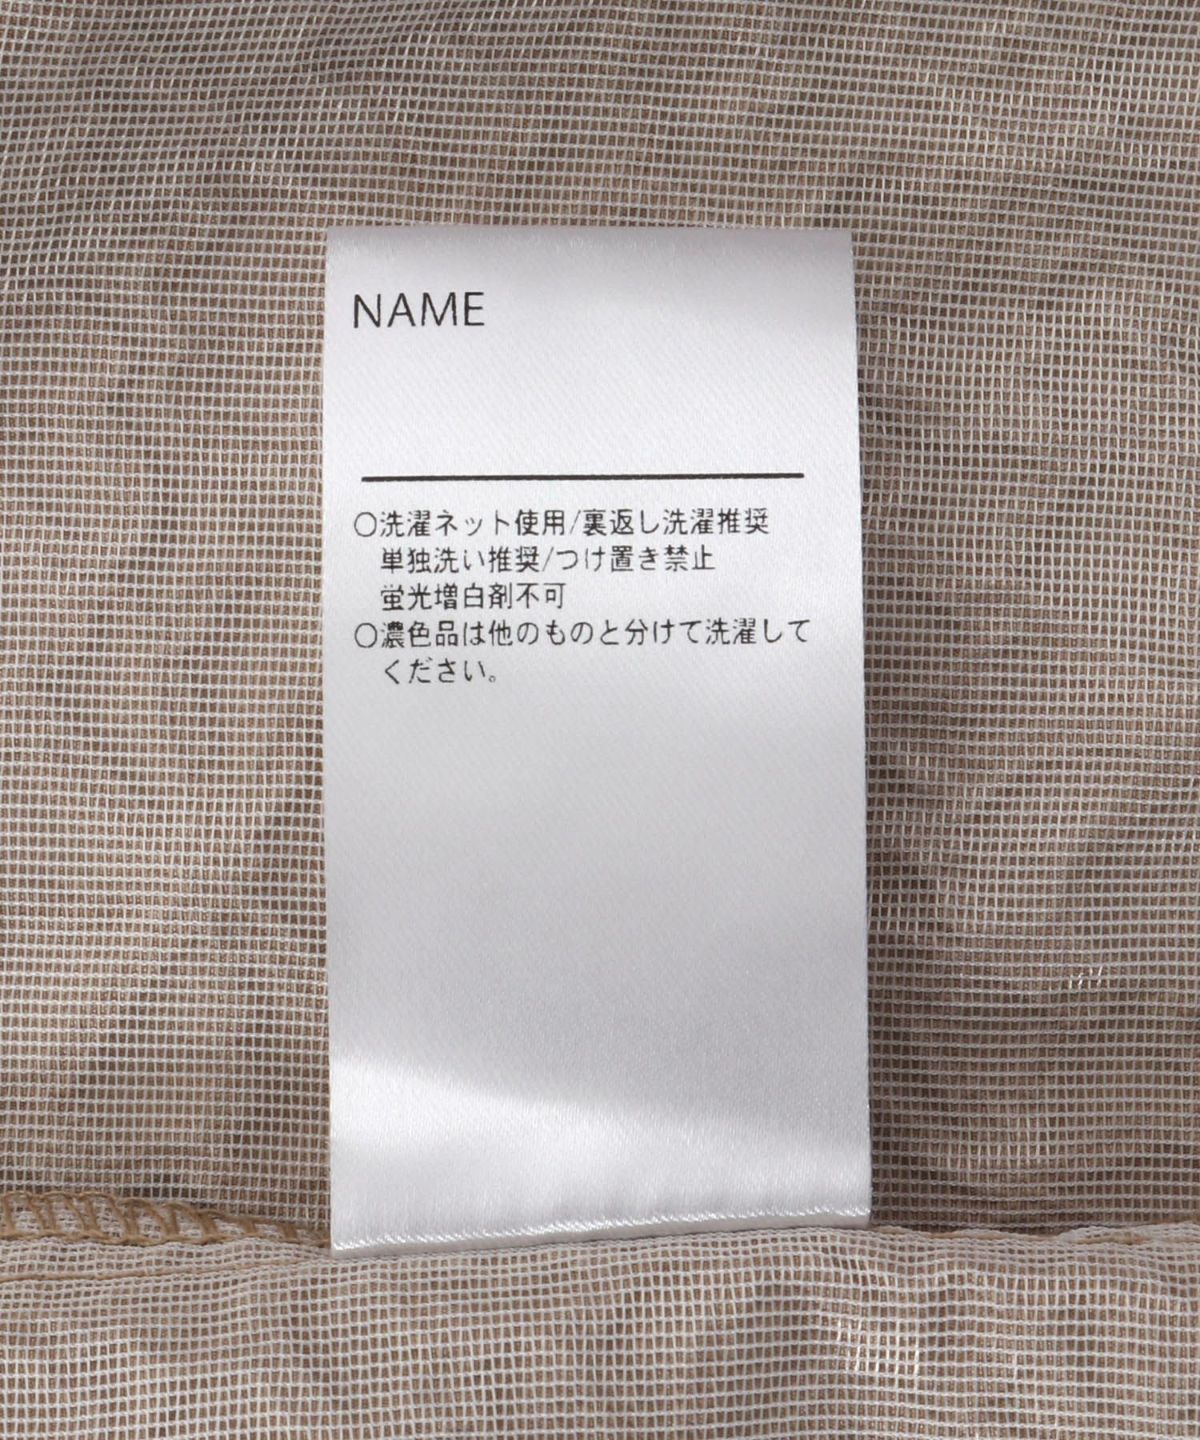 NAME
○洗濯ネット使用/裏返し洗濯推奨
単独洗い推奨/つけ置き禁止
蛍光増白剤不可
○濃色品は他のものと分けて洗濯して
ください。